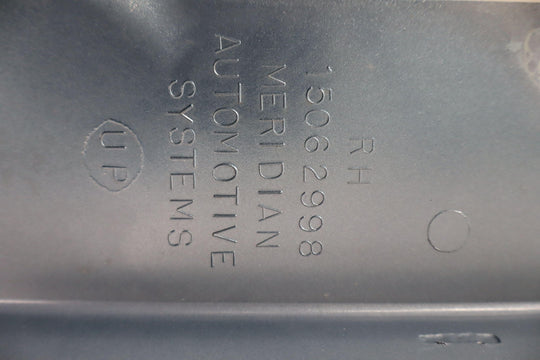 RH
15062998
MERIDIAN
AUTOMOTIVE
SYSTEMS
UP